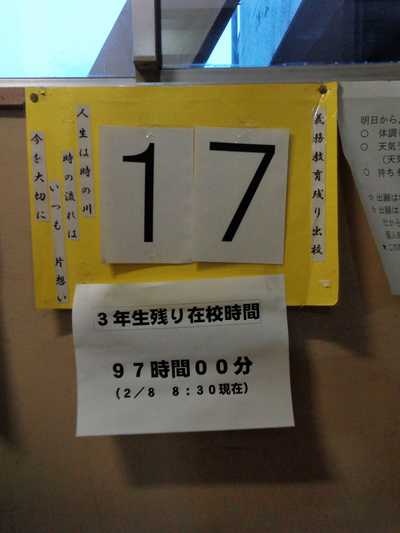 義務教育残り出校
17
人生は時の川
時の流れは
いつも 片想い
今を大切に
3年生残り在校時間
97時間00分
(2/8 8:30現在)
明日から
○ 体調
○ 天気
(天
○ 持ち